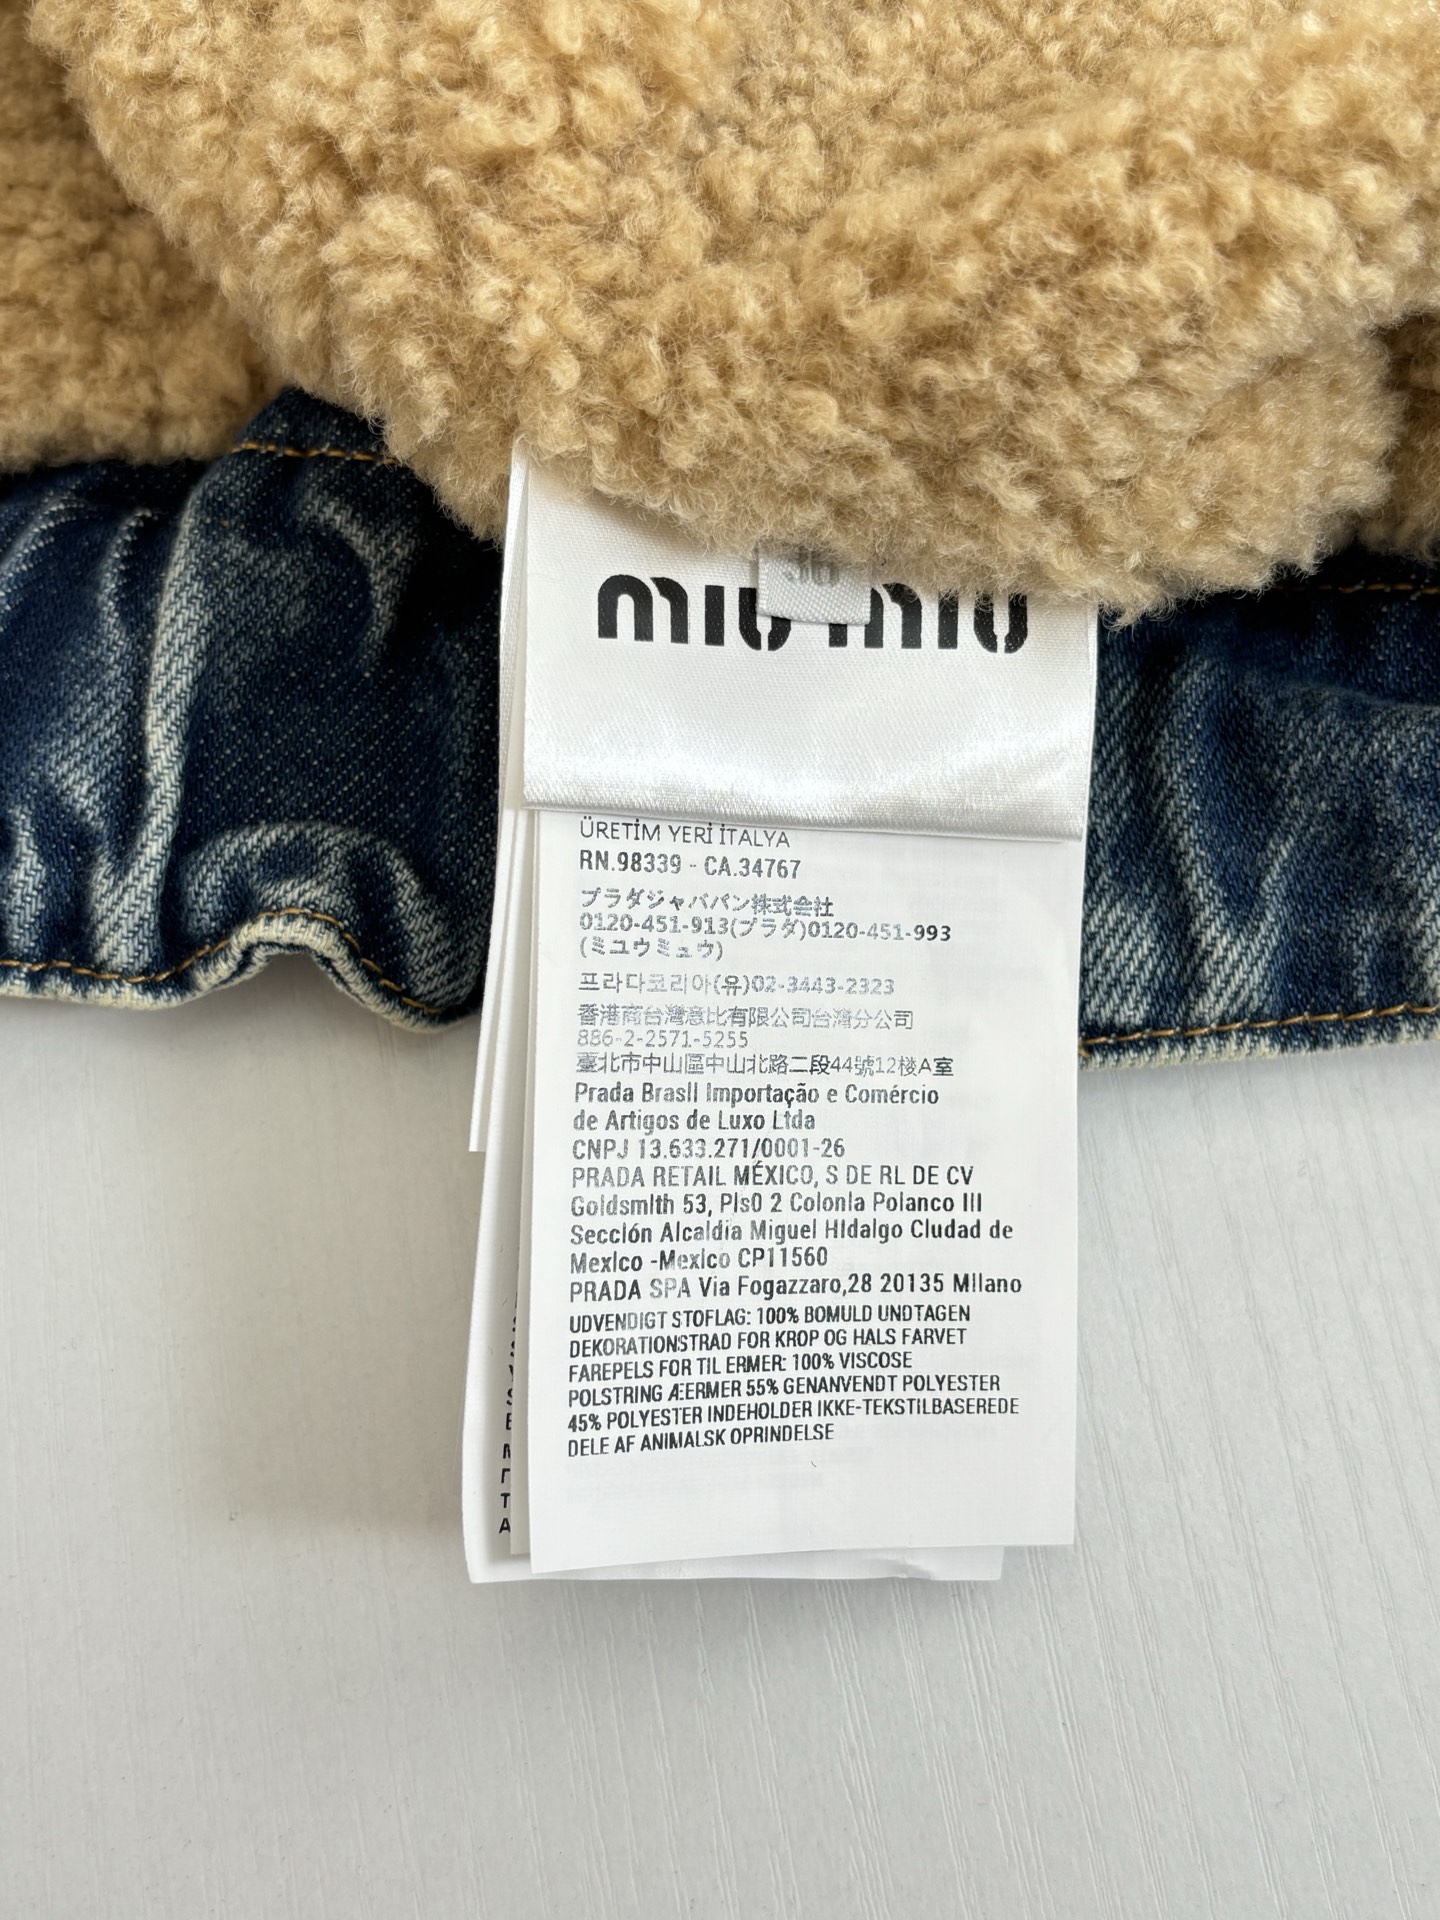 miu miu
ÜRETİM YERİ İTALYA
RN.98339 - CA.34767
プラダジャパパン株式会社
0120-451-913(プラダ)0120-451-993
(ミユウミュウ)
프라다코리아(유)02-3443-2323
香港商台灣意比有限公司台灣分公司
886-2-2571-5255
臺北市中山區中山北路二段44號12樓A室
Prada Brasil Importação e Comércio
de Artigos de Luxo Ltda
CNPJ 13.633.271/0001-26
PRADA RETAIL MÉXICO, S DE RL DE CV
Goldsmith 53, Pis0 2 Colonia Polanco III
Sección Alcaldia Miguel Hidalgo Ciudad de
Mexico -Mexico CP11560
PRADA SPA Via Fogazzaro,28 20135 Milano
UDVENDIGT STOFLAG: 100% BOMULD UNDTAGEN
DEKORATIONSTRAD FOR KROP OG HALS FARVET
FAREPELS FOR TIL ERMER: 100% VISCOSE
POLSTRING ÆERMER 55% GENANVENDT POLYESTER
45% POLYESTER INDEHOLDER IKKE-TEKSTILBASEREDE
DELE AF ANIMALSK OPRINDELSE